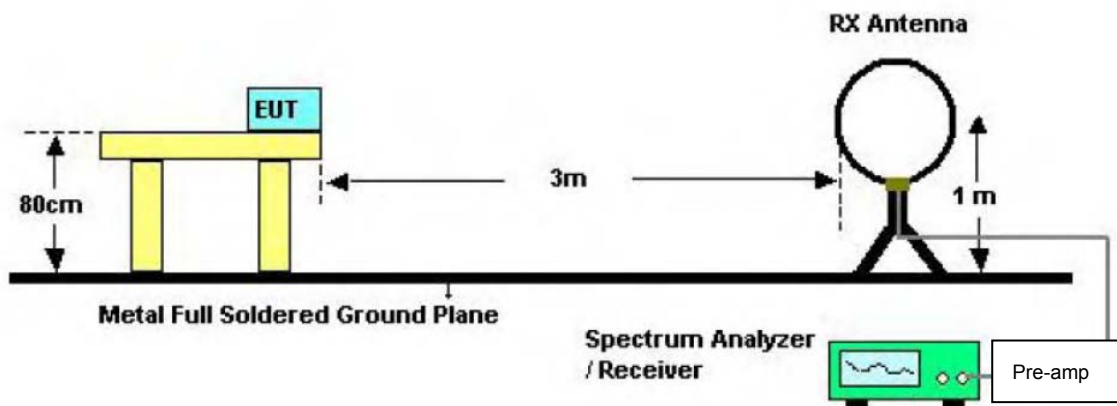 RX Antenna
EUT
3m
80cm
1 m
Metal Full Soldered Ground Plane
Spectrum Analyzer
/ Receiver
Pre-amp